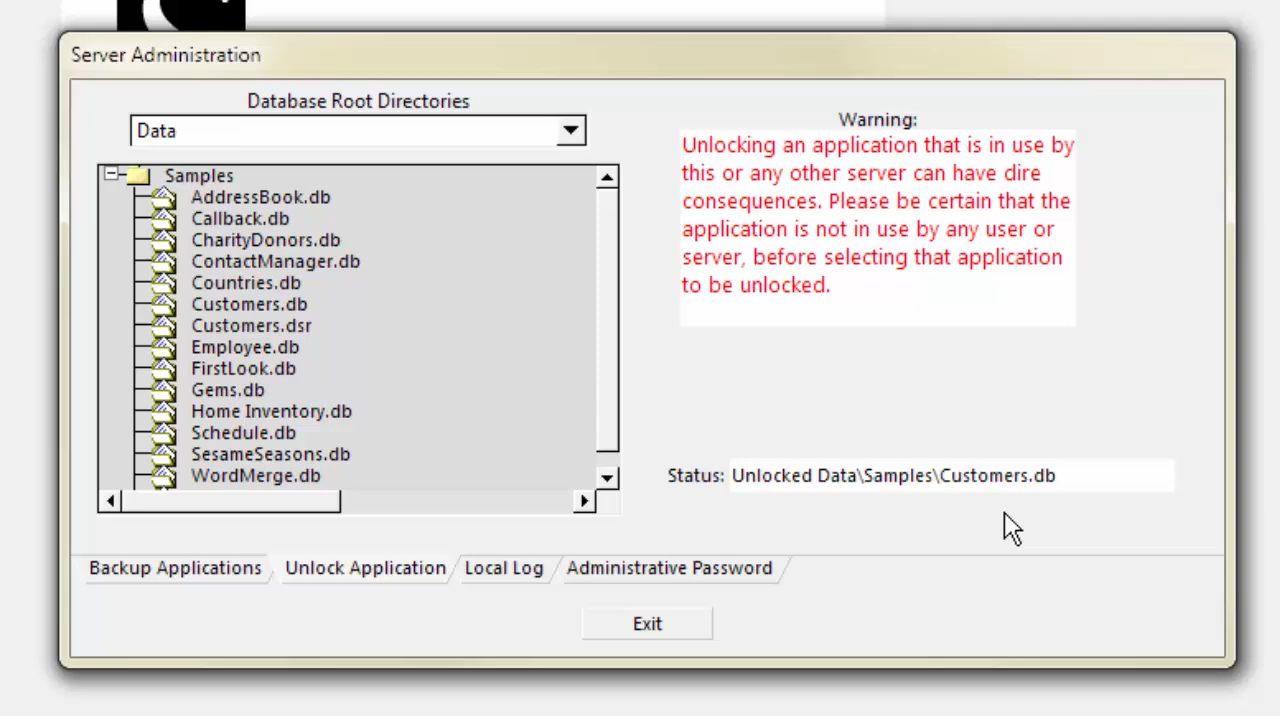 Server Administration
Database Root Directories
Data
Samples
AddressBook.db
Callback.db
CharityDonors.db
ContactManager.db
Countries.db
Customers.db
Customers.dsr
Employee.db
FirstLook.db
Gems.db
Home Inventory.db
Schedule.db
SesameSeasons.db
WordMerge.db
Warning:
Unlocking an application that is in use by
this or any other server can have dire
consequences. Please be certain that the
application is not in use by any user or
server, before selecting that application
to be unlocked.
Status: Unlocked Data\Samples\Customers.db
Backup Applications Unlock Application Local Log Administrative Password
Exit